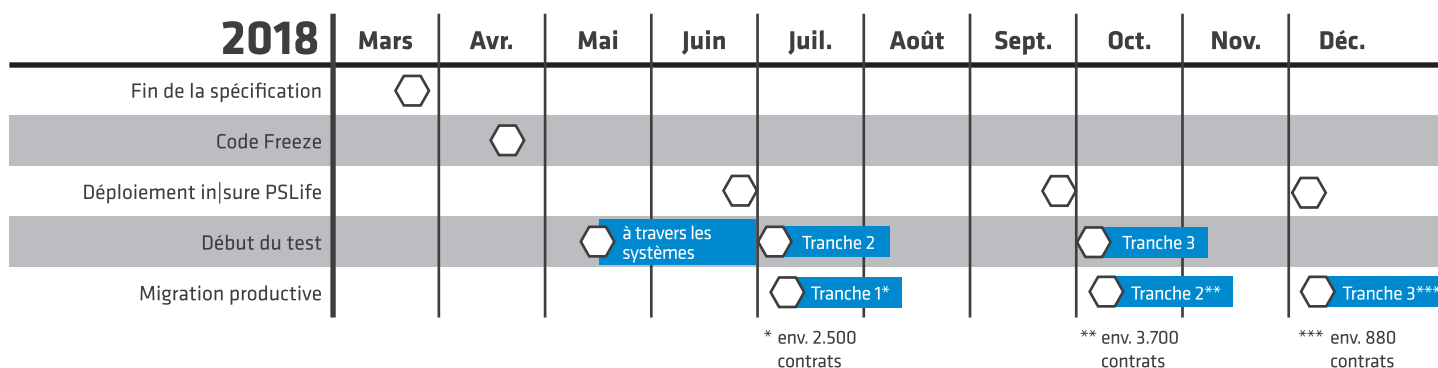 2018 Mars Avr. Mai Juin Juil. Août Sept. Oct. Nov. Déc.
Fin de la spécification
Code Freeze
Déploiement in|sure PSLife
Début du test
à travers les
systèmes
Tranche 2
Tranche 3
Migration productive
Tranche 1*
Tranche 2**
Tranche 3***
* env. 2.500
contrats
** env. 3.700
contrats
*** env. 880
contrats